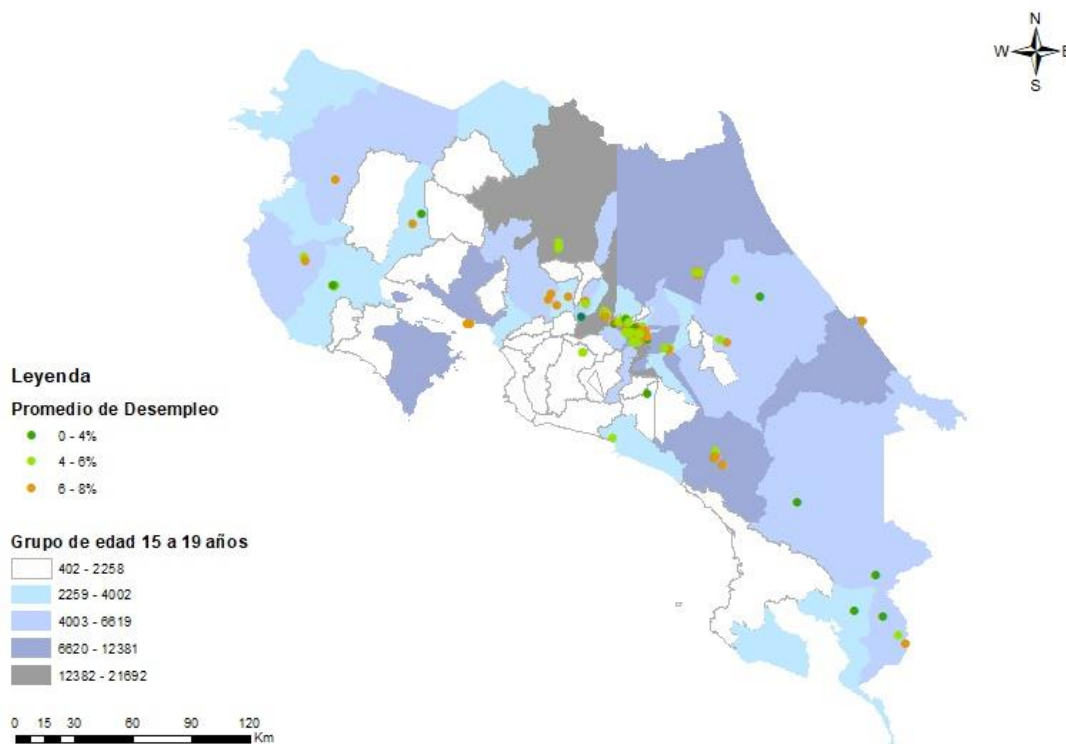 N
W E
S
Leyenda
Promedio de Desempleo
0 - 4%
4 - 6%
6 - 8%
Grupo de edad 15 a 19 años
402 - 2258
2259 - 4002
4003 - 6619
6620 - 12381
12382 - 21692
0 15 30 60 90 120
Km